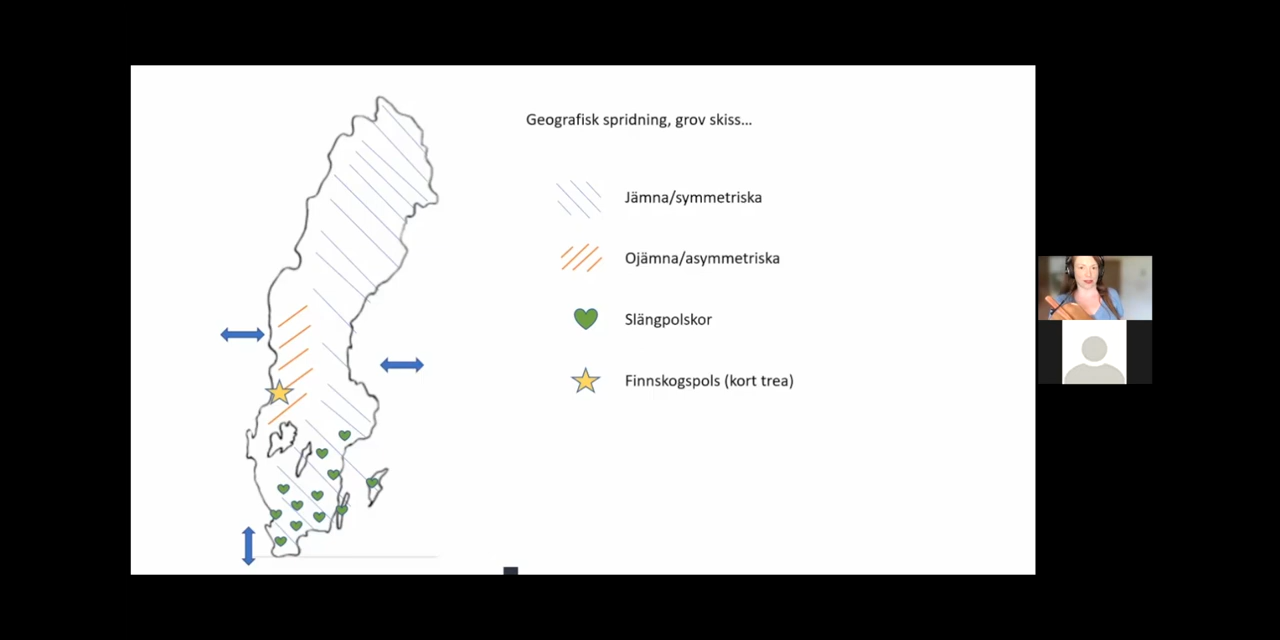 Geografisk spridning, grov skiss...
Jämna/symmetriska
Ojämna/asymmetriska
Slängpolskor
Finnskogspols (kort trea)